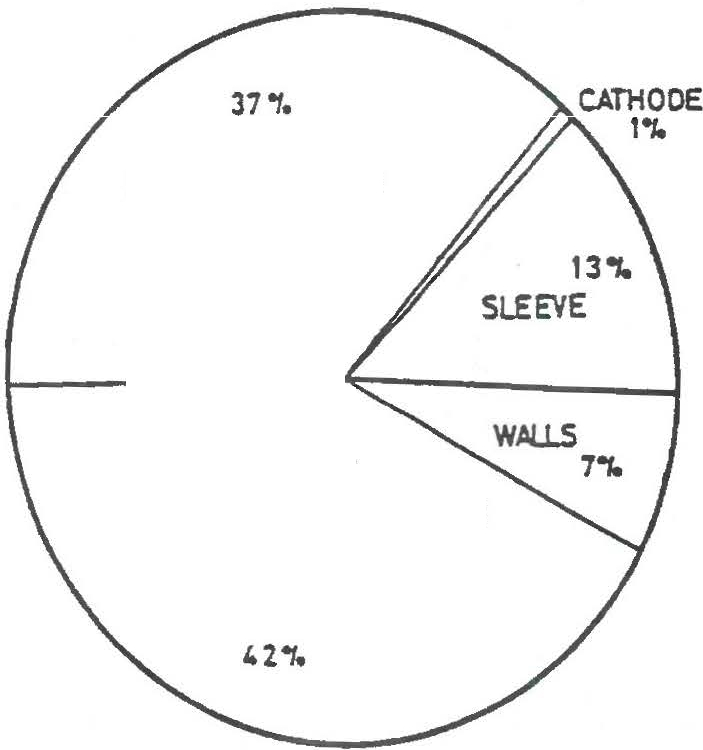 37%
CATHODE
1%
13%
SLEEVE
WALLS
7%
42%